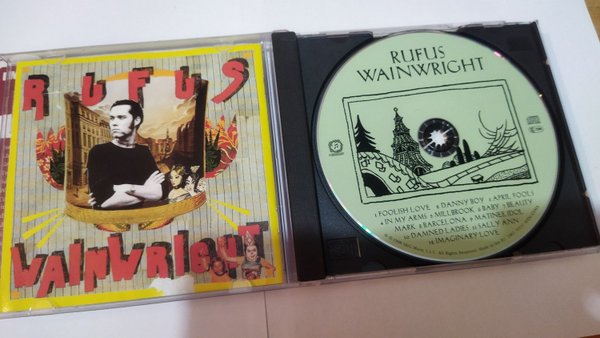 RUFUS
WAINWRIGHT
RUFUS
WAINWRIGHT
1 FOOLISH LOVE 2 DANNY BOY 3 APRIL FOOLS
4 IN MY ARMS 5 MILLBROOK 6 BABY 7 BEAUTY
MARK 8 BARCELONA 9 MATINEE IDOL
10 DAMNED LADIES 11 SALLY ANN
12 IMAGINARY LOVE